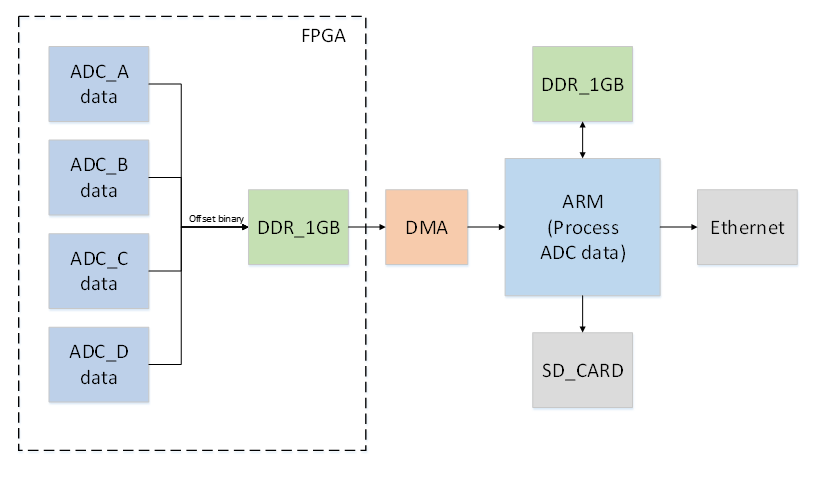 FPGA
ADC_A
data
ADC_B
data
ADC_C
data
ADC_D
data
Offset binary
DDR_1GB
DMA
DDR_1GB
ARM
(Process
ADC data)
Ethernet
SD_CARD